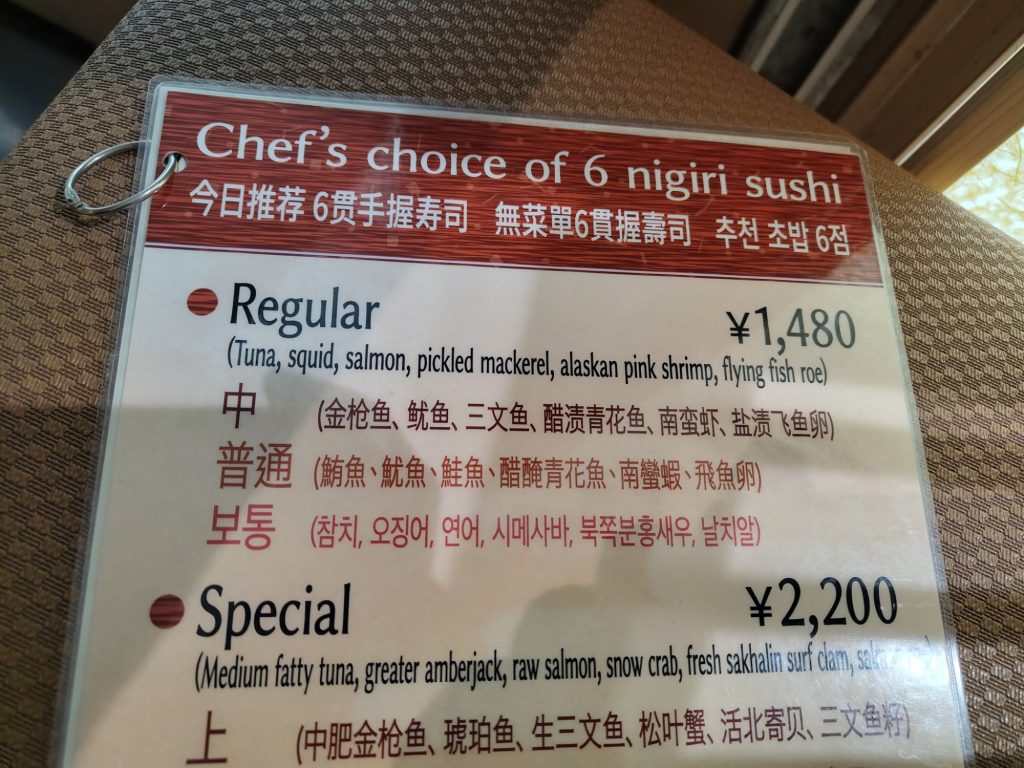 Chef's choice of 6 nigiri sushi
今日推荐 6贯手握寿司 無菜單6貫握壽司 추천 초밥 6점
Regular ¥1,480
(Tuna, squid, salmon, pickled mackerel, alaskan pink shrimp, flying fish roe)
中 (金枪鱼、鱿鱼、三文鱼、醋渍青花鱼、南蛮虾、盐渍飞鱼卵)
普通 (鮪魚、魷魚、鮭魚、醋醃青花魚、南蠻蝦、飛魚卵)
보통 (참치, 오징어, 연어, 시메사바, 북쪽분홍새우, 날치알)
Special ¥2,200
(Medium fatty tuna, greater amberjack, raw salmon, snow crab, fresh sakhalin surf clam,
上 (中肥金枪鱼、琥珀鱼、生三文鱼、松叶蟹、活北寄贝、三文鱼籽)